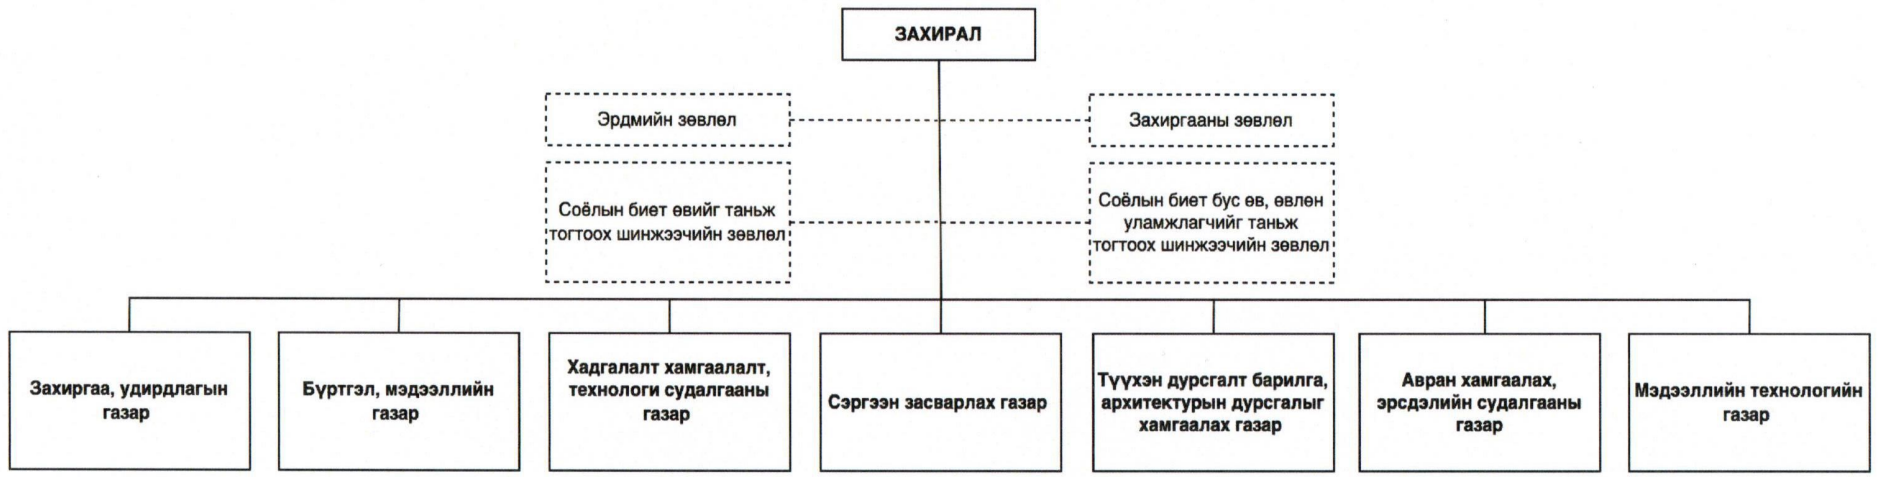 ЗАХИРАЛ
Эрдмийн зөвлөл
Захиргааны зөвлөл
Соёлын биет өвийг таньж
тогтоох шинжээчийн зөвлөл
Соёлын биет бус өв, өвлөн
уламжлагчийг таньж
тогтоох шинжээчийн зөвлөл
Захиргаа, удирдлагын
газар
Бүртгэл, мэдээллийн
газар
Хадгалалт хамгаалалт,
технологи судалгааны
газар
Сэргээн засварлах газар
Түүхэн дурсгалт барилга,
архитектурын дурсгалыг
хамгаалах газар
Авран хамгаалах,
эрсдэлийн судалгааны
газар
Мэдээллийн технологийн
газар